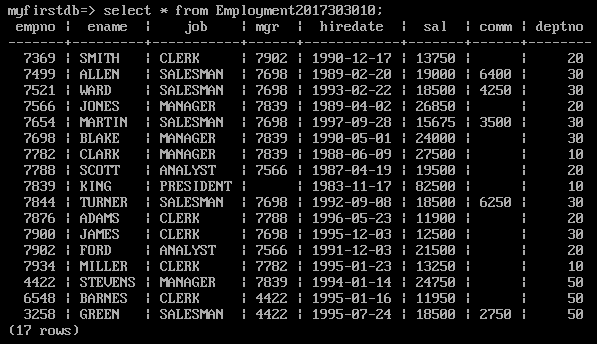 myfirstdb=> select * from Employment2017303010;
 empno | ename | job | mgr | hiredate | sal | comm | deptno
-------+---------+-----------+------+------------+-------+------+--------
 7369 | SMITH | CLERK | 7902 | 1990-12-17 | 13750 | | 20
 7499 | ALLEN | SALESMAN | 7698 | 1989-02-20 | 19000 | 6400 | 30
 7521 | WARD | SALESMAN | 7698 | 1993-02-22 | 18500 | 4250 | 30
 7566 | JONES | MANAGER | 7839 | 1989-04-02 | 26850 | | 20
 7654 | MARTIN | SALESMAN | 7698 | 1997-09-28 | 15675 | 3500 | 30
 7698 | BLAKE | MANAGER | 7839 | 1990-05-01 | 24000 | | 30
 7782 | CLARK | MANAGER | 7839 | 1988-06-09 | 27500 | | 10
 7788 | SCOTT | ANALYST | 7566 | 1987-04-19 | 19500 | | 20
 7839 | KING | PRESIDENT | | 1983-11-17 | 82500 | | 10
 7844 | TURNER | SALESMAN | 7698 | 1992-09-08 | 18500 | 6250 | 30
 7876 | ADAMS | CLERK | 7788 | 1996-05-23 | 11900 | | 20
 7900 | JAMES | CLERK | 7698 | 1995-12-03 | 12500 | | 30
 7902 | FORD | ANALYST | 7566 | 1991-12-03 | 21500 | | 20
 7934 | MILLER | CLERK | 7782 | 1995-01-23 | 13250 | | 10
 4422 | STEVENS | MANAGER | 7839 | 1994-01-14 | 24750 | | 50
 6548 | BARNES | CLERK | 4422 | 1995-01-16 | 11950 | | 50
 3258 | GREEN | SALESMAN | 4422 | 1995-07-24 | 18500 | 2750 | 50
(17 rows)